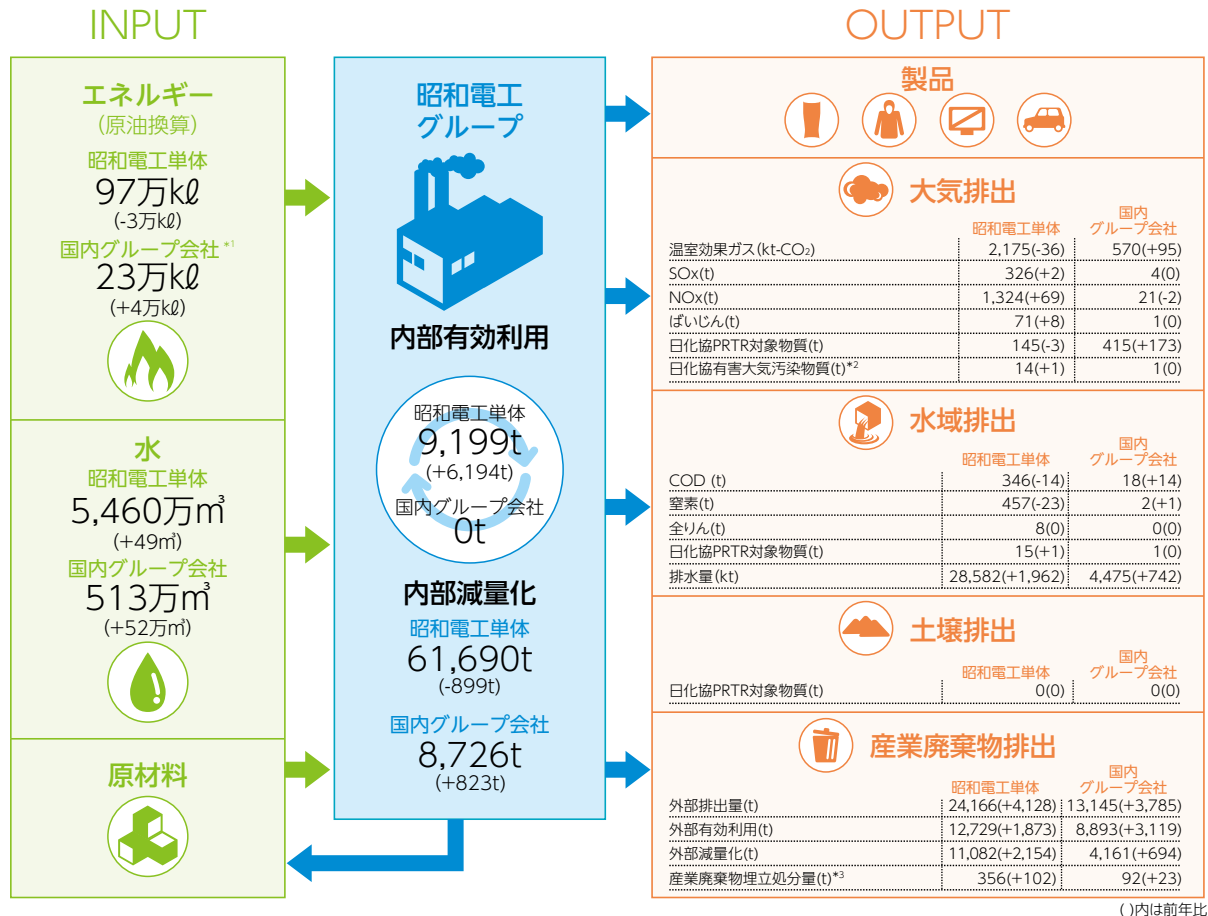 INPUT
エネルギー
(原油換算)
昭和電工単体
97万kℓ
(-3万kℓ)
国内グループ会社 *1
23万kℓ
(+4万kℓ)
水
昭和電工単体
5,460万㎥
(+49㎥)
国内グループ会社
513万㎥
(+52万㎥)
原材料
昭和電工
グループ
内部有効利用
昭和電工単体
9,199t
(+6,194t)
国内グループ会社
0t
内部減量化
昭和電工単体
61,690t
(-899t)
国内グループ会社
8,726t
(+823t)
OUTPUT
製品
大気排出
昭和電工単体 国内グループ会社
温室効果ガス(kt-CO₂) 2,175(-36) 570(+95)
SOx(t) 326(+2) 4(0)
NOx(t) 1,324(+69) 21(-2)
ばいじん(t) 71(+8) 1(0)
日化協PRTR対象物質(t) 145(-3) 415(+173)
日化協有害大気汚染物質(t)*2 14(+1) 1(0)
水域排出
昭和電工単体 国内グループ会社
COD (t) 346(-14) 18(+14)
窒素(t) 457(-23) 2(+1)
全りん(t) 8(0) 0(0)
日化協PRTR対象物質(t) 15(+1) 1(0)
排水量(kt) 28,582(+1,962) 4,475(+742)
土壌排出
昭和電工単体 国内グループ会社
日化協PRTR対象物質(t) 0(0) 0(0)
産業廃棄物排出
昭和電工単体 国内グループ会社
外部排出量(t) 24,166(+4,128) 13,145(+3,785)
外部有効利用(t) 12,729(+1,873) 8,893(+3,119)
外部減量化(t) 11,082(+2,154) 4,161(+694)
産業廃棄物埋立処分量(t)*3 356(+102) 92(+23)
( )内は前年比